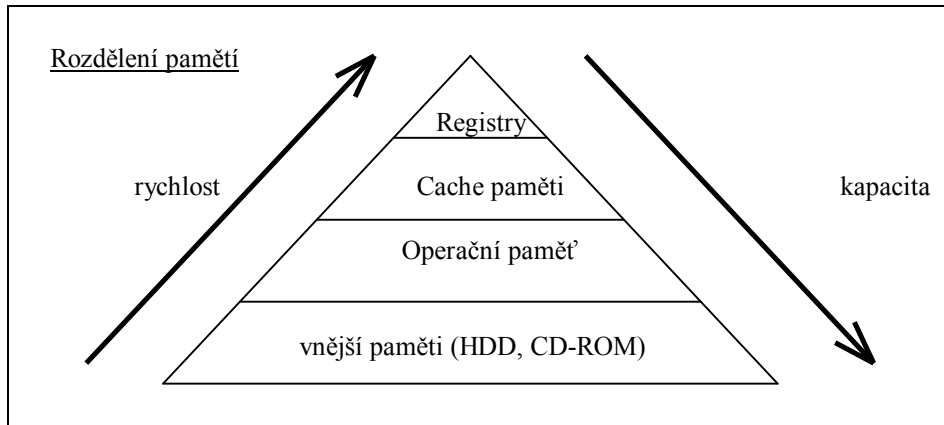 Rozdělení pamětí
Registry
rychlost
Cache paměti
kapacita
Operační paměť
vnější paměti (HDD, CD-ROM)